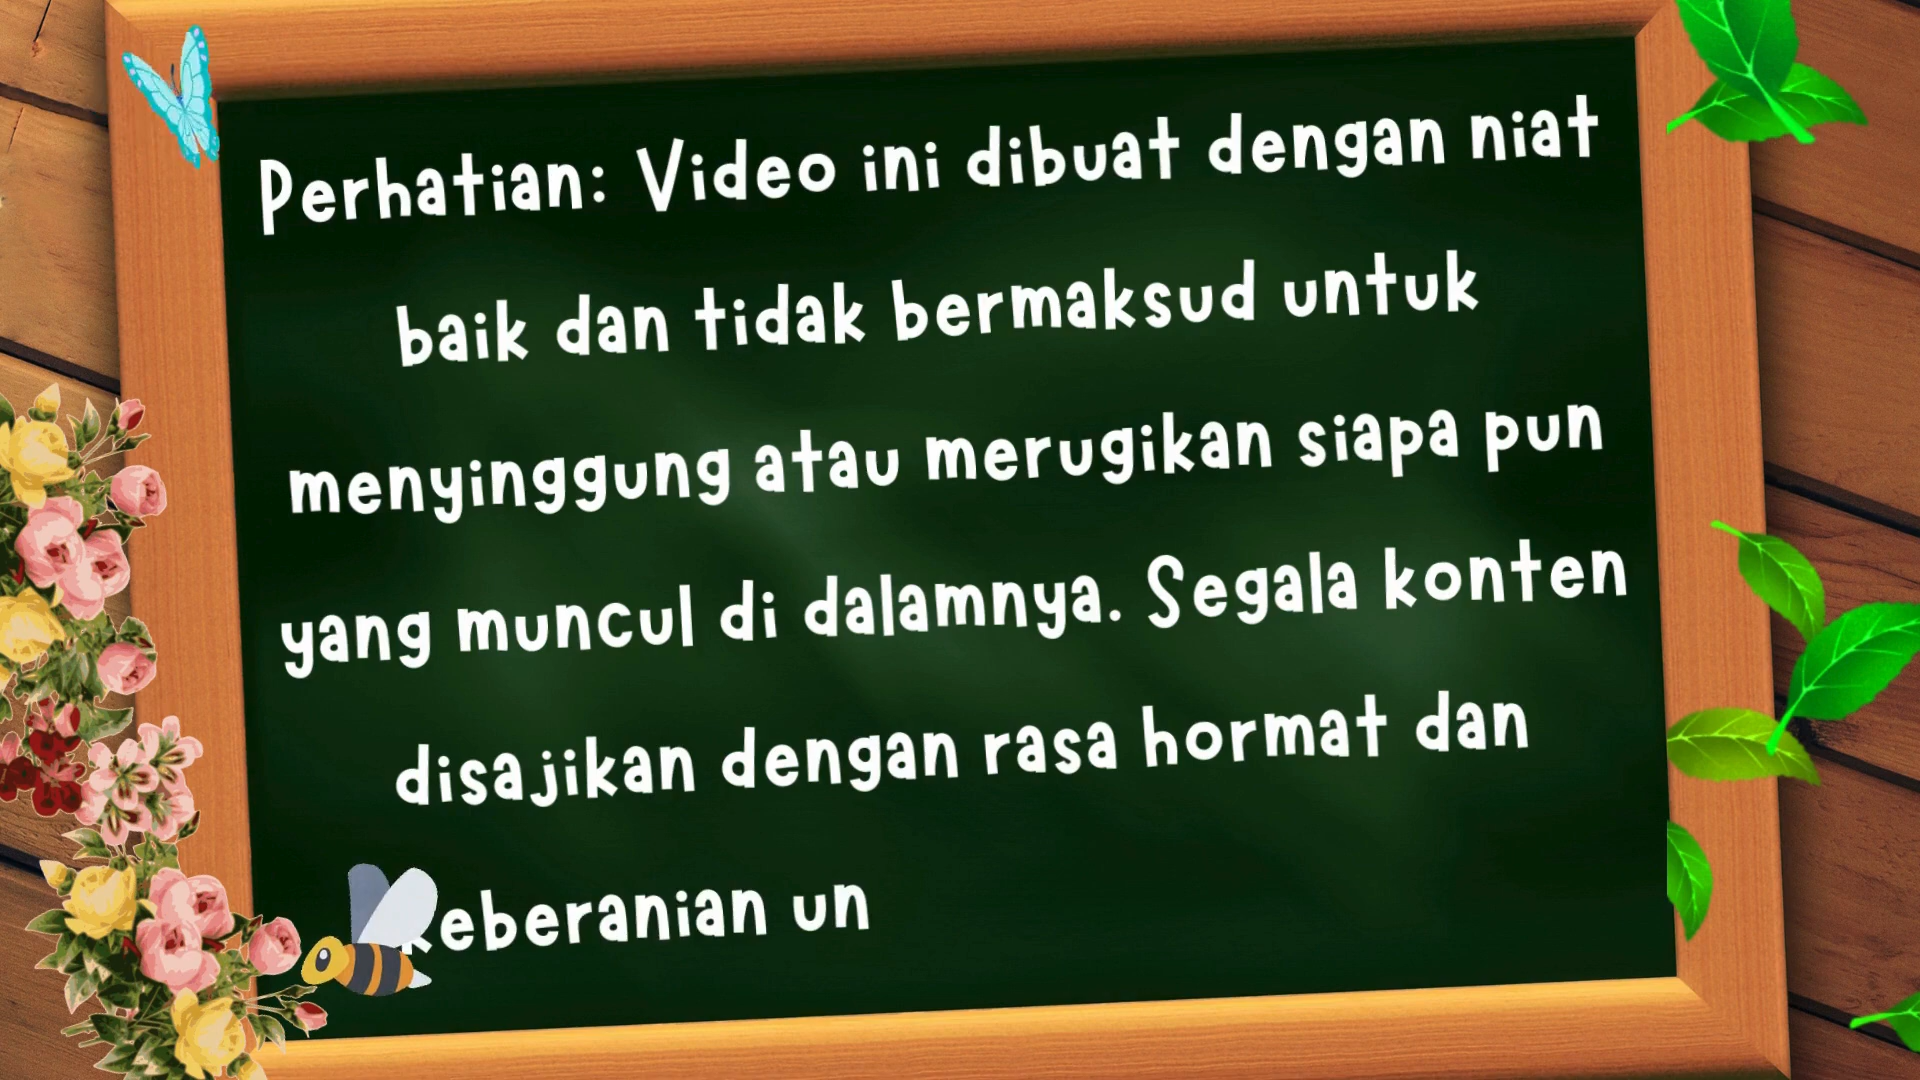 Perhatian: Video ini dibuat dengan niat
baik dan tidak bermaksud untuk
menyinggung atau merugikan siapa pun
yang muncul di dalamnya. Segala konten
disajikan dengan rasa hormat dan
keberanian un